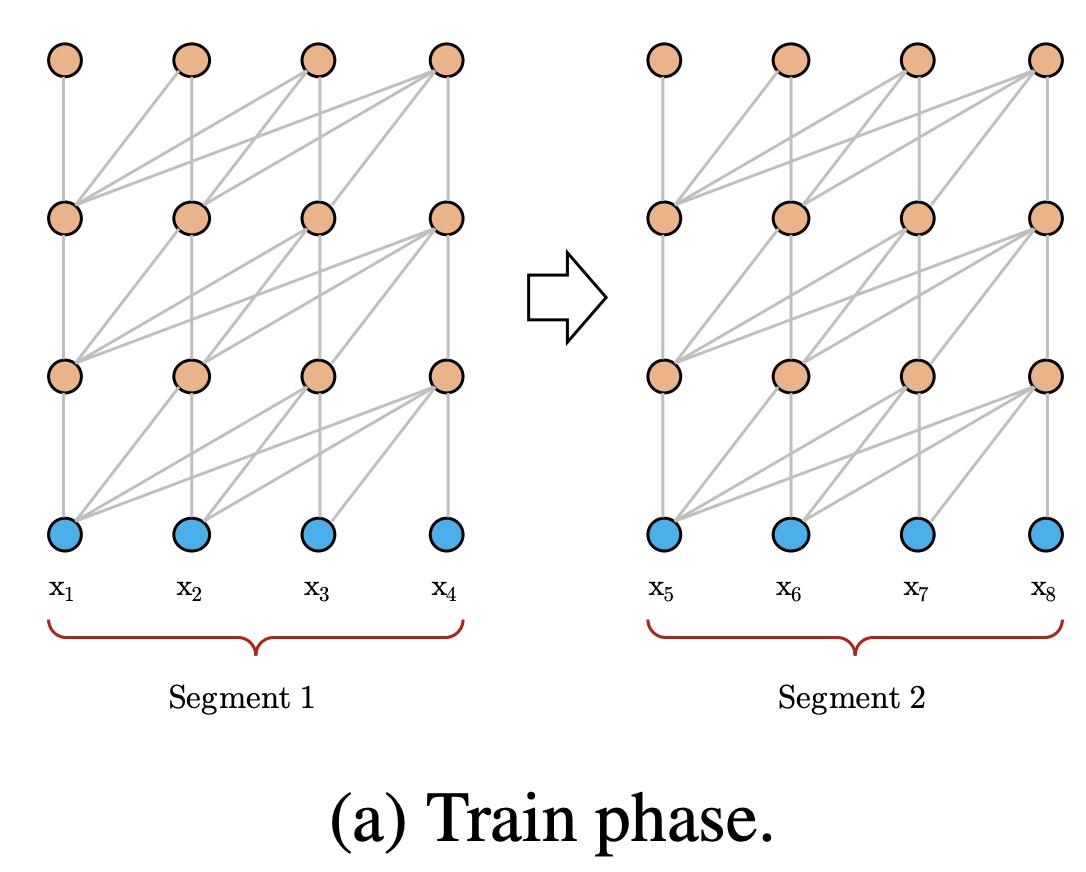 x₁ x₂ x₃ x₄ x₅ x₆ x₇ x₈
Segment 1 Segment 2
(a) Train phase.